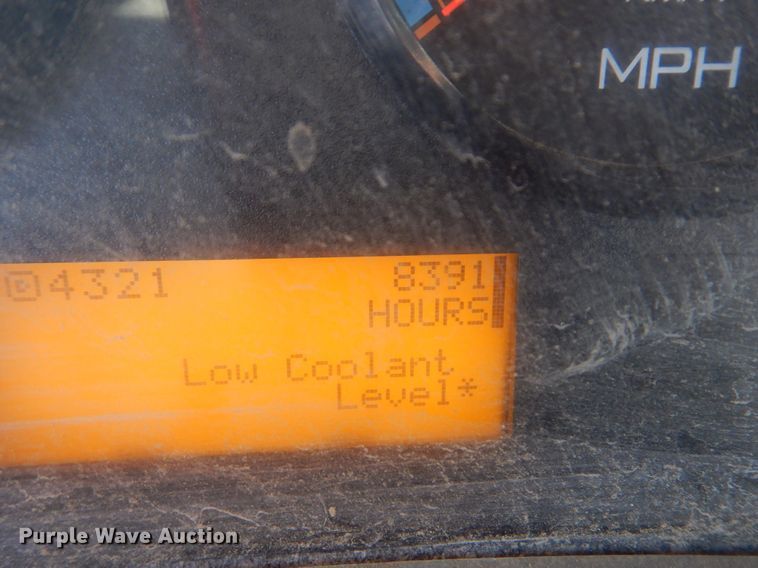 MPH
4321 8391
HOURS
Low Coolant
Level*
Purple Wave Auction